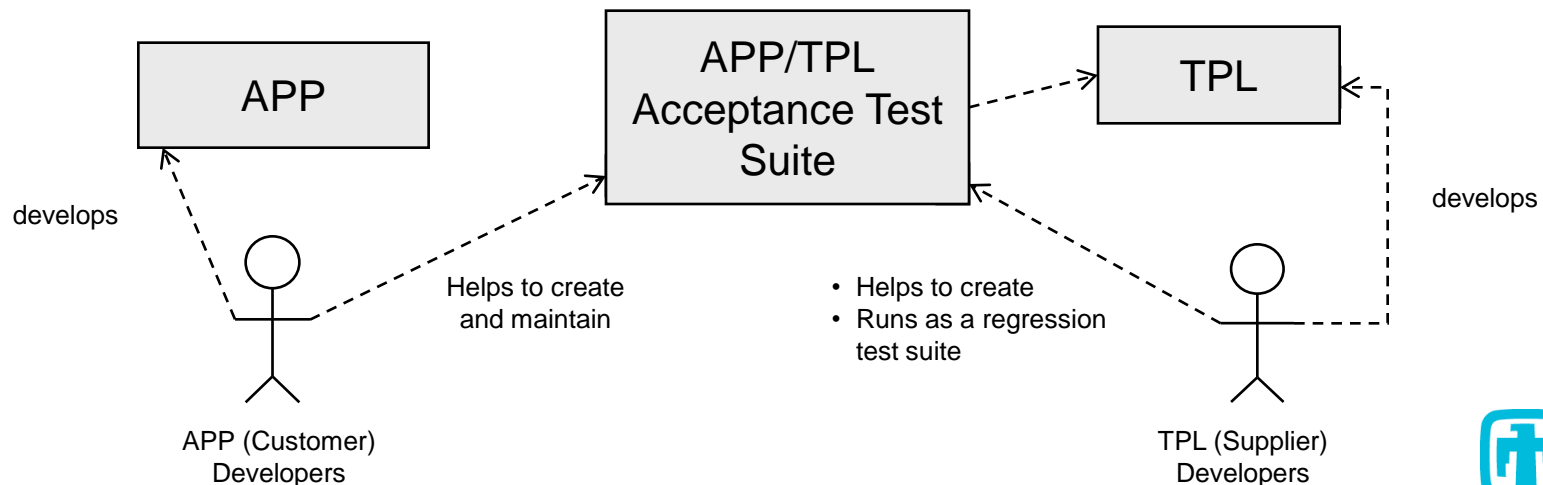 APP
APP/TPL
Acceptance Test
Suite
TPL
develops
develops
Helps to create
and maintain
• Helps to create
• Runs as a regression
test suite
APP (Customer)
Developers
TPL (Supplier)
Developers